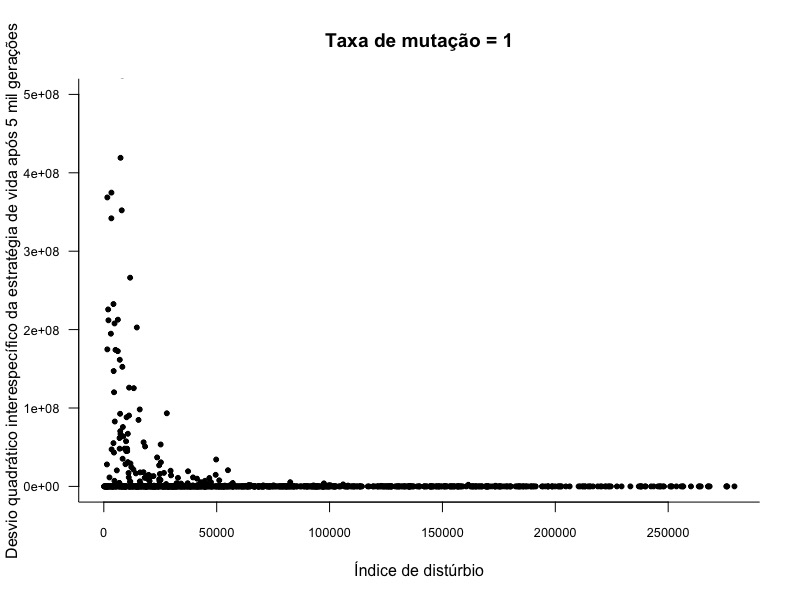 Taxa de mutação = 1
Desvio quadrático interespecífico da estratégia de vida após 5 mil gerações
5e+08
4e+08
3e+08
2e+08
1e+08
0e+00
0 50000 100000 150000 200000 250000
Índice de distúrbio